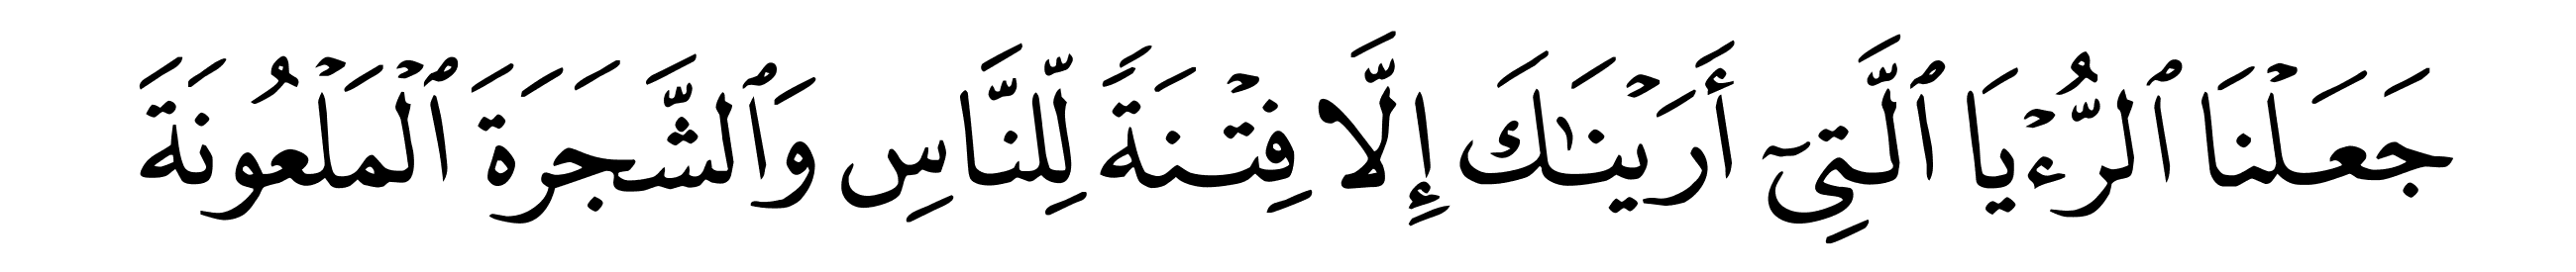 جَعَلۡنَا ٱلرُّءۡيَا ٱلَّتِيٓ أَرَيۡنَٰكَ إِلَّا فِتۡنَةٗ لِّلنَّاسِ وَٱلشَّجَرَةَ ٱلۡمَلۡعُونَةَ